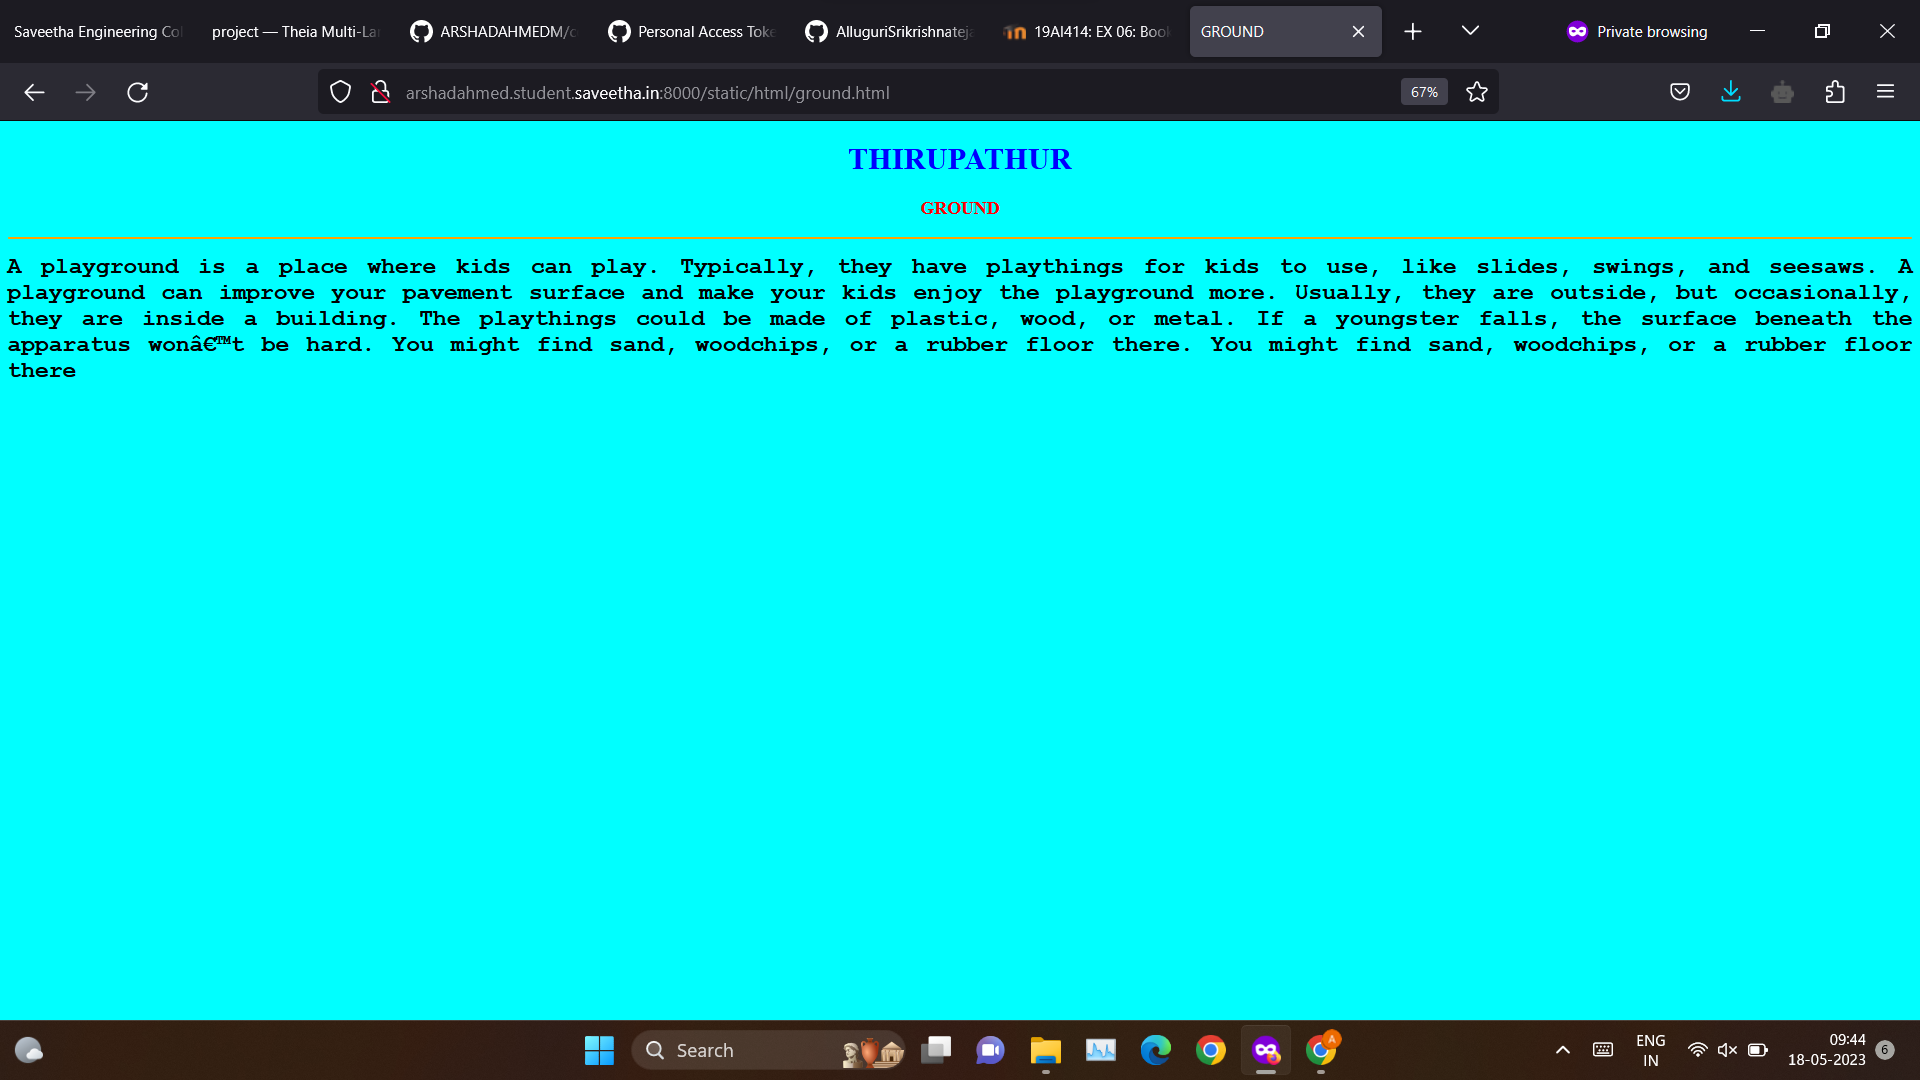 Saveetha Engineering Col
project — Theia Multi-Lan
ARSHADAHMEDM/c
Personal Access Toke
AlluguriSrikrishnateja
19AI414: EX 06: Book
GROUND
Private browsing
arshadahmed.student.saveetha.in:8000/static/html/ground.html
67%
THIRUPATHUR
GROUND
A playground is a place where kids can play. Typically, they have playthings for kids to use, like slides, swings, and seesaws. A
playground can improve your pavement surface and make your kids enjoy the playground more. Usually, they are outside, but occasionally,
they are inside a building. The playthings could be made of plastic, wood, or metal. If a youngster falls, the surface beneath the
apparatus wonâ€™t be hard. You might find sand, woodchips, or a rubber floor there. You might find sand, woodchips, or a rubber floor
there
Search
A
ENG
IN
09:44
18-05-2023
6